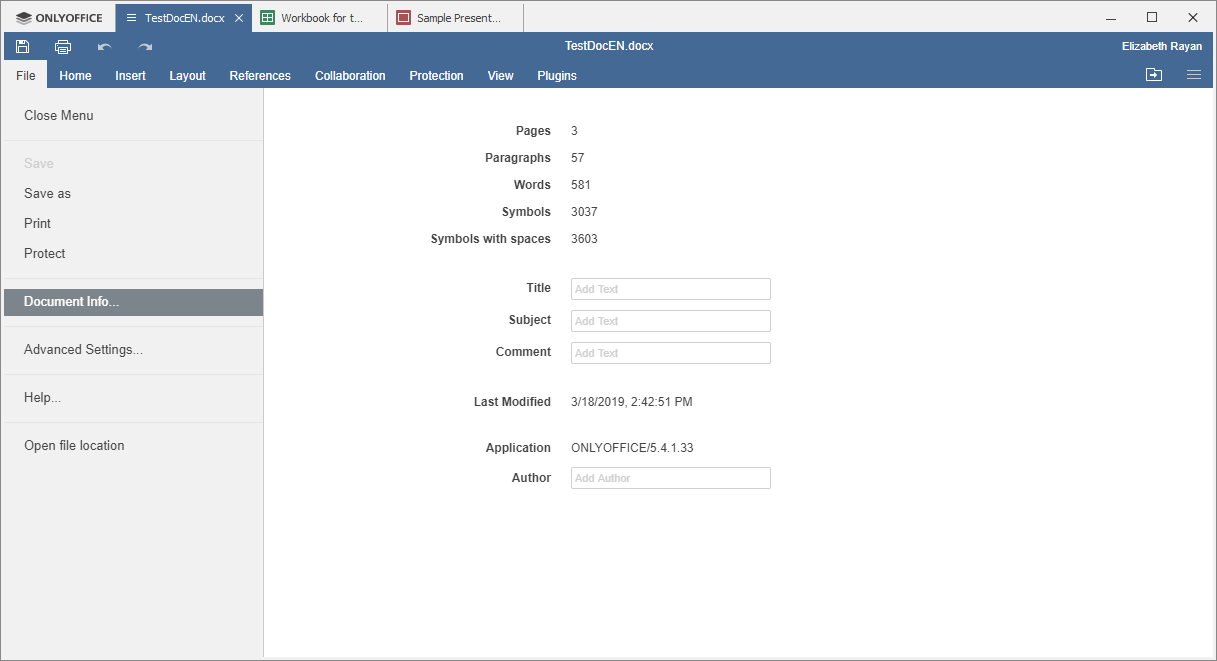 ONLYOFFICE TestDocEN.docx Workbook for t... Sample Present...
TestDocEN.docx Elizabeth Rayan
File Home Insert Layout References Collaboration Protection View Plugins
Close Menu
Save
Save as
Print
Protect
Document Info...
Advanced Settings...
Help...
Open file location
Pages 3
Paragraphs 57
Words 581
Symbols 3037
Symbols with spaces 3603
Title Add Text
Subject Add Text
Comment Add Text
Last Modified 3/18/2019, 2:42:51 PM
Application ONLYOFFICE/5.4.1.33
Author Add Author